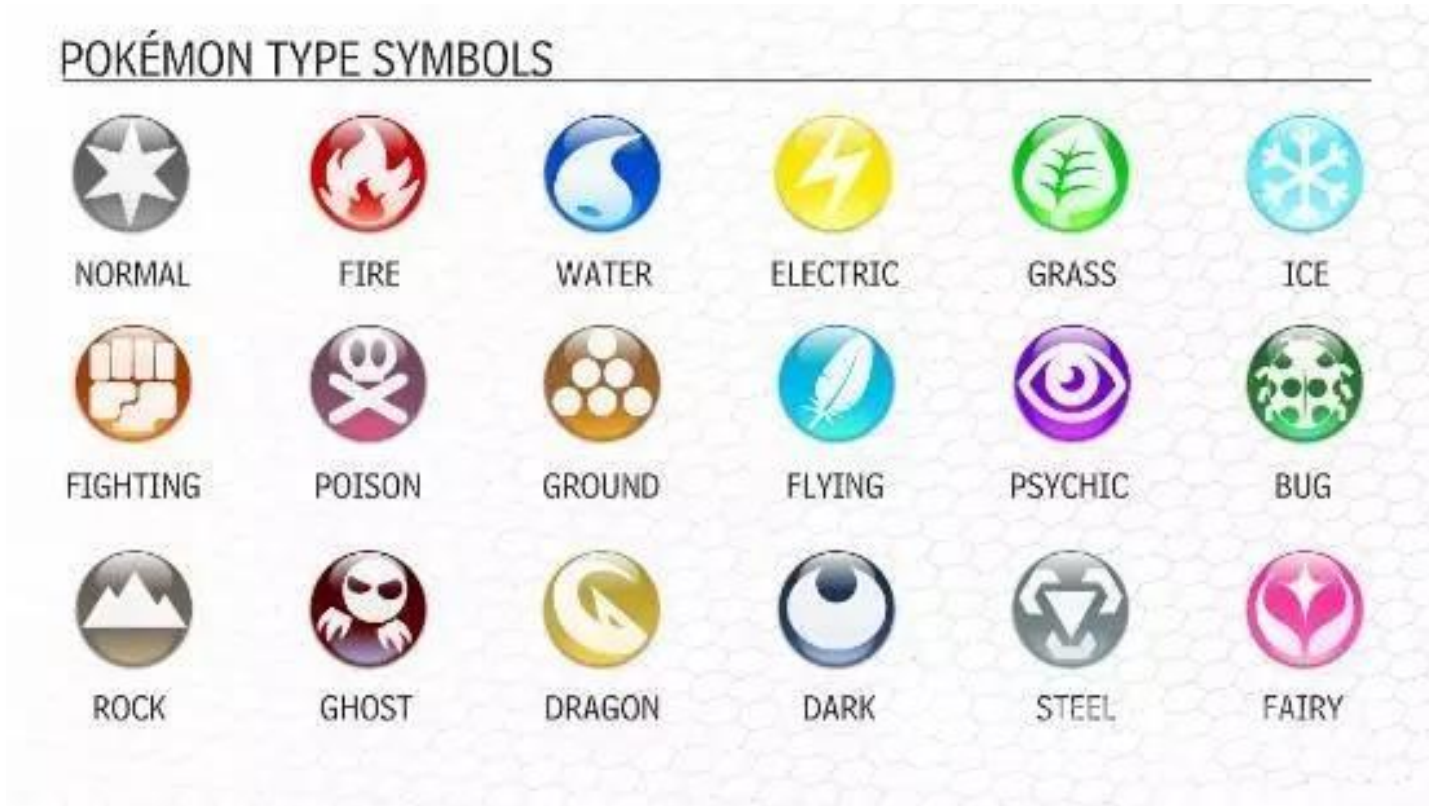 POKÉMON TYPE SYMBOLS
NORMAL FIRE WATER ELECTRIC GRASS ICE
FIGHTING POISON GROUND FLYING PSYCHIC BUG
ROCK GHOST DRAGON DARK STEEL FAIRY